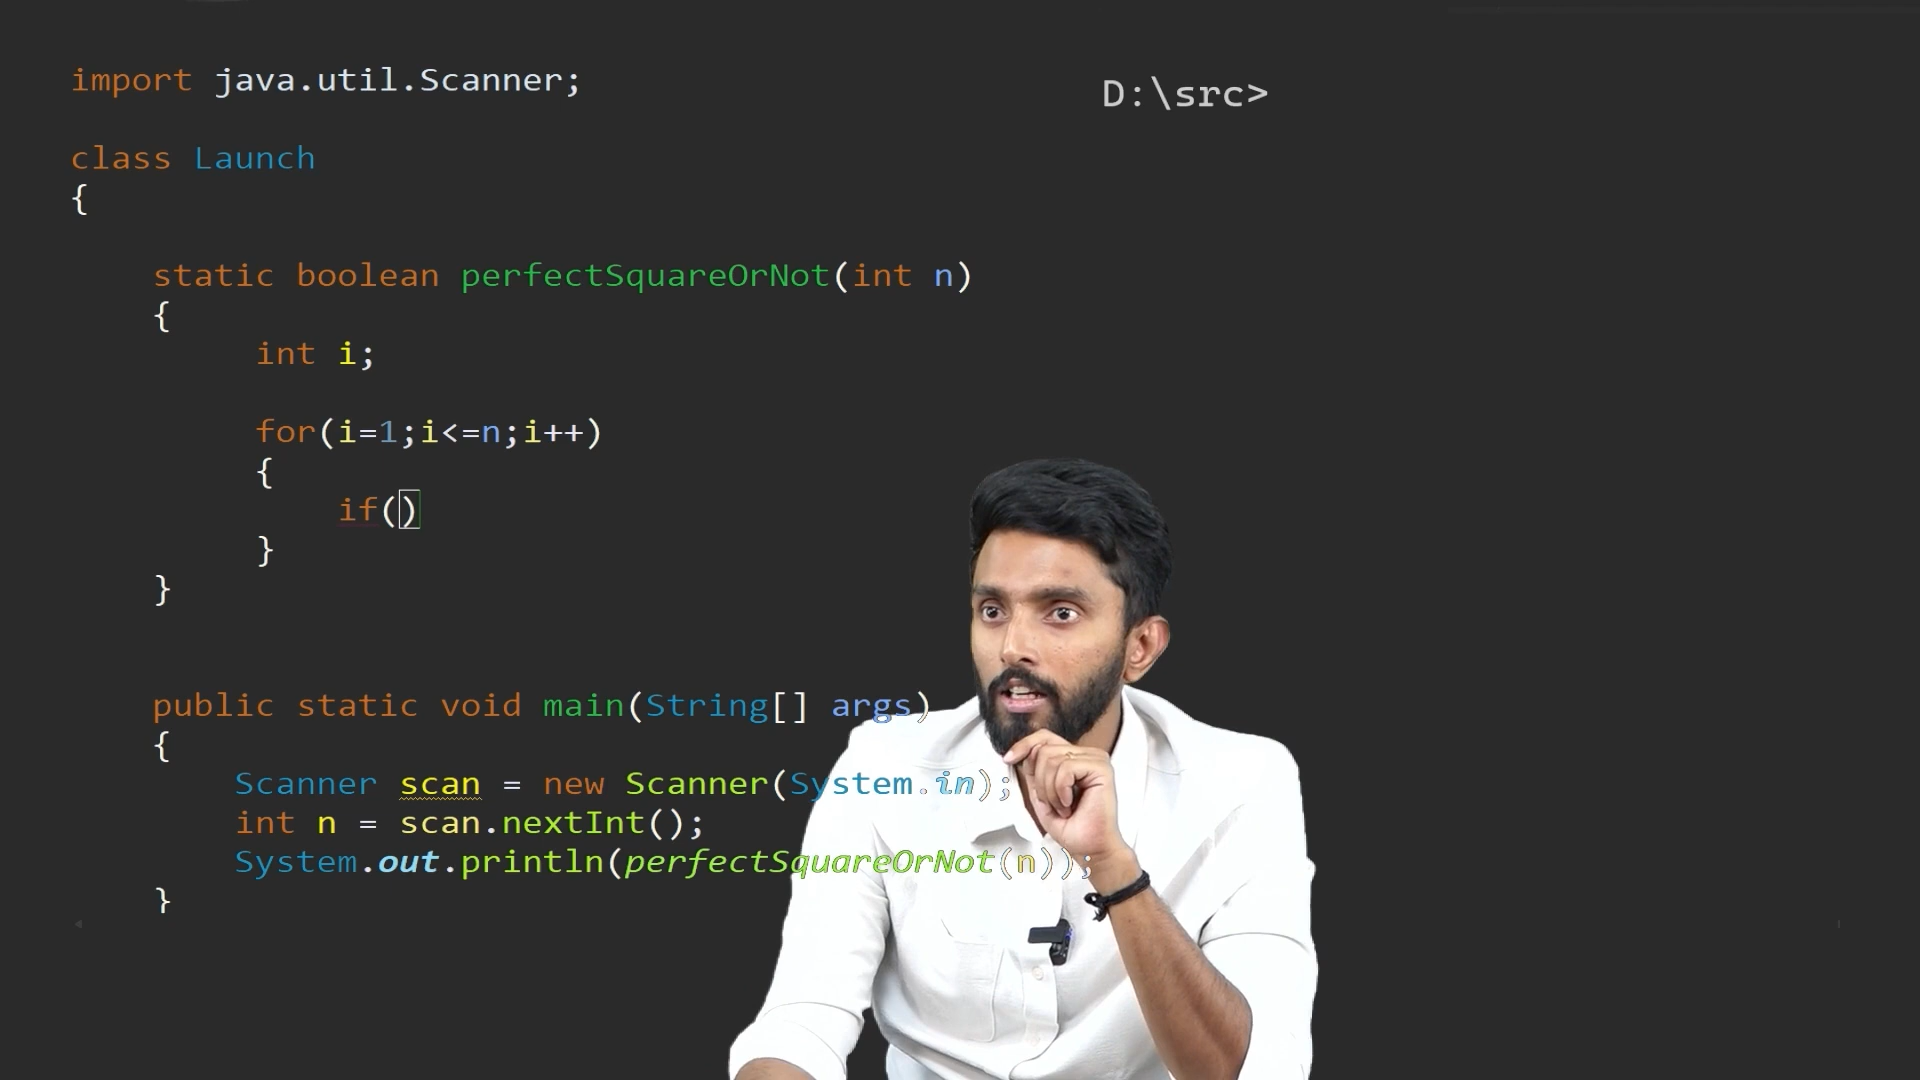 import java.util.Scanner;
D:\src>
class Launch
{
static boolean perfectSquareOrNot(int n)
{
int i;
for(i=1;i<=n;i++)
{
if()
}
}
public static void main(String[] args)
{
Scanner scan = new Scanner(System.in);
int n = scan.nextInt();
System.out.println(perfectSquareOrNot(n));
}